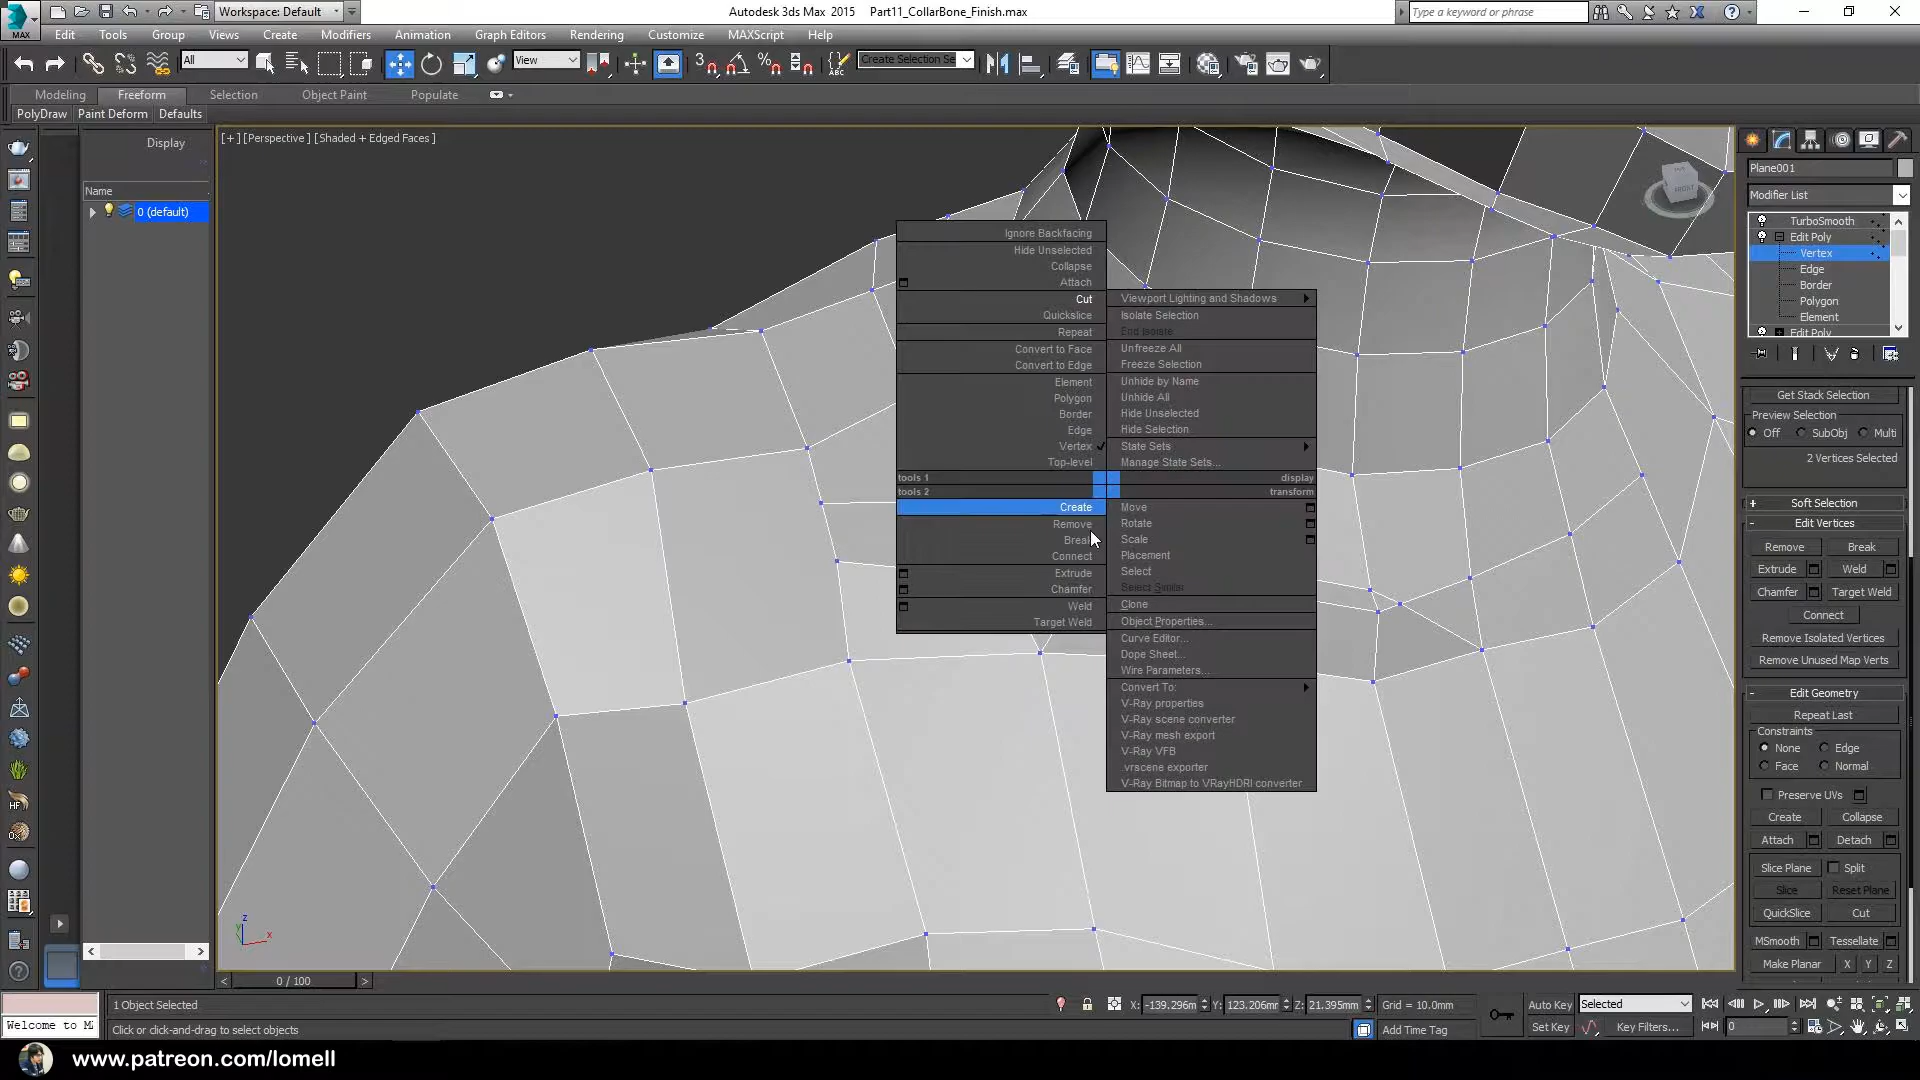 Workspace: Default
Autodesk 3ds Max 2015 Part11_CollarBone_Finish.max
Type a keyword or phrase
MAX
Edit Tools Group Views Create Modifiers Animation Graph Editors Rendering Customize MAXScript Help
All
View
3
ABC
Create Selection Se
Modeling Freeform Selection Object Paint Populate
PolyDraw Paint Deform Defaults
Display
Name
0 (default)
[+] [Perspective] [Shaded + Edged Faces]
FRONT
Ignore Backfacing
Hide Unselected
Collapse
Attach
Cut
Quickslice
Repeat
Convert to Face
Convert to Edge
Element
Polygon
Border
Edge
Vertex
Top-level
tools 1
tools 2
Create
Remove
Break
Connect
Extrude
Chamfer
Weld
Target Weld
Viewport Lighting and Shadows
Isolate Selection
End Isolate
Unfreeze All
Freeze Selection
Unhide by Name
Unhide All
Hide Unselected
Hide Selection
State Sets
Manage State Sets...
display
transform
Move
Rotate
Scale
Placement
Select
Select Similar
Clone
Object Properties...
Curve Editor...
Dope Sheet...
Wire Parameters...
Convert To:
V-Ray properties
V-Ray scene converter
V-Ray mesh export
V-Ray VFB
.vrscene exporter
V-Ray Bitmap to VRayHDRI converter
Plane001
Modifier List
TurboSmooth
Edit Poly
Vertex
Edge
Border
Polygon
Element
Edit Poly
Get Stack Selection
Preview Selection
Off SubObj Multi
2 Vertices Selected
+ Soft Selection
- Edit Vertices
Remove Break
Extrude Weld
Chamfer Target Weld
Connect
Remove Isolated Vertices
Remove Unused Map Verts
- Edit Geometry
Repeat Last
Constraints
None Edge
Face Normal
Preserve UVs
Create Collapse
Attach Detach
Slice Plane Split
Slice Reset Plane
QuickSlice Cut
MSmooth Tessellate
Make Planar X Y Z
HF
z
y
x
< 0 / 100 >
1 Object Selected
X: -139.296m Y: 123.206mm Z: 21.395mm Grid = 10.0mm
Auto Key Selected
Welcome to M
Click or click-and-drag to select objects
Add Time Tag
Set Key Key Filters... 0
www.patreon.com/lomell